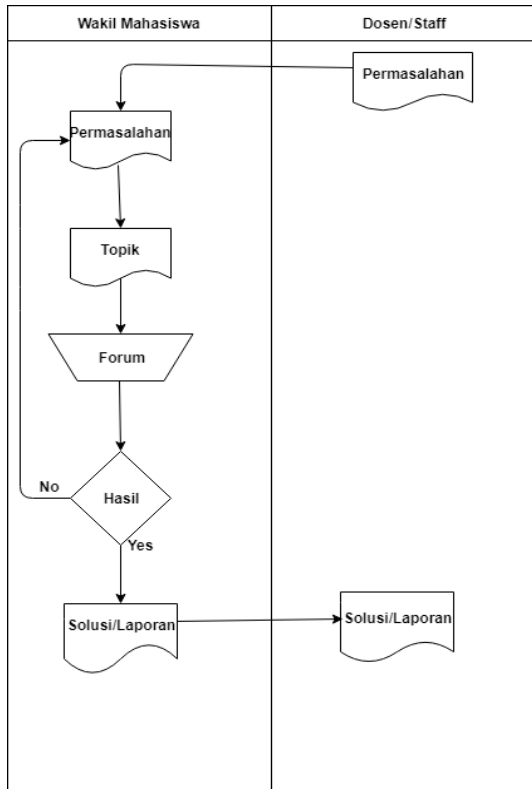 Wakil Mahasiswa
Dosen/Staff
Permasalahan
Permasalahan
Topik
Forum
Hasil
No
Yes
Solusi/Laporan
Solusi/Laporan